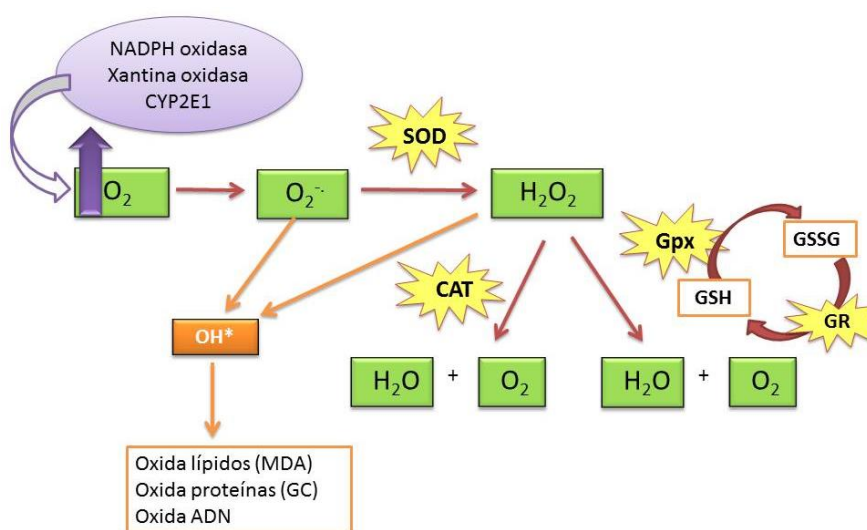 NADPH oxidasa
Xantina oxidasa
CYP2E1
SOD
O₂
O₂⁻·
H₂O₂
Gpx
GSSG
CAT
GSH
GR
OH*
H₂O + O₂
H₂O + O₂
Oxida lípidos (MDA)
Oxida proteínas (GC)
Oxida ADN